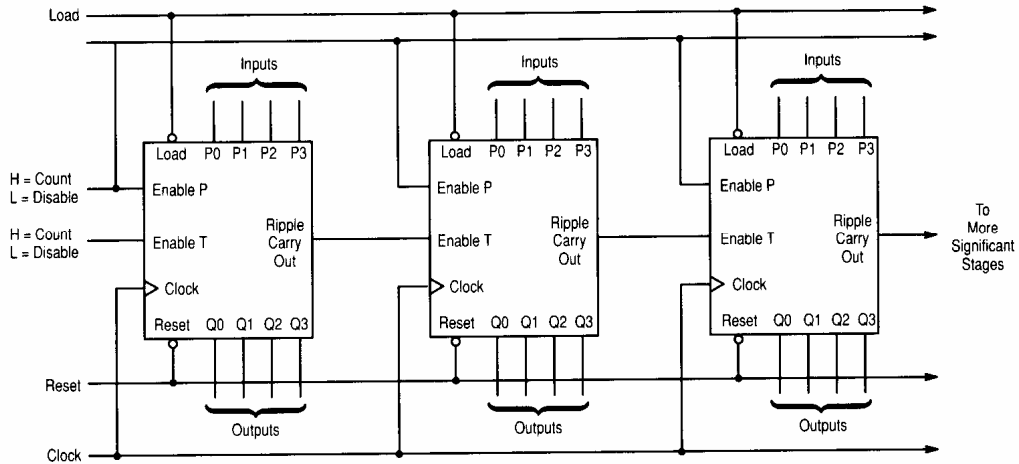 Load
Inputs
Inputs
Inputs
Load P0 P1 P2 P3
Load P0 P1 P2 P3
Load P0 P1 P2 P3
H = Count
L = Disable
Enable P
Enable P
Enable P
H = Count
L = Disable
Enable T
Ripple
Carry
Out
Enable T
Ripple
Carry
Out
Enable T
Ripple
Carry
Out
To
More
Significant
Stages
Clock
Clock
Clock
Reset Q0 Q1 Q2 Q3
Reset Q0 Q1 Q2 Q3
Reset Q0 Q1 Q2 Q3
Reset
Outputs
Outputs
Outputs
Clock